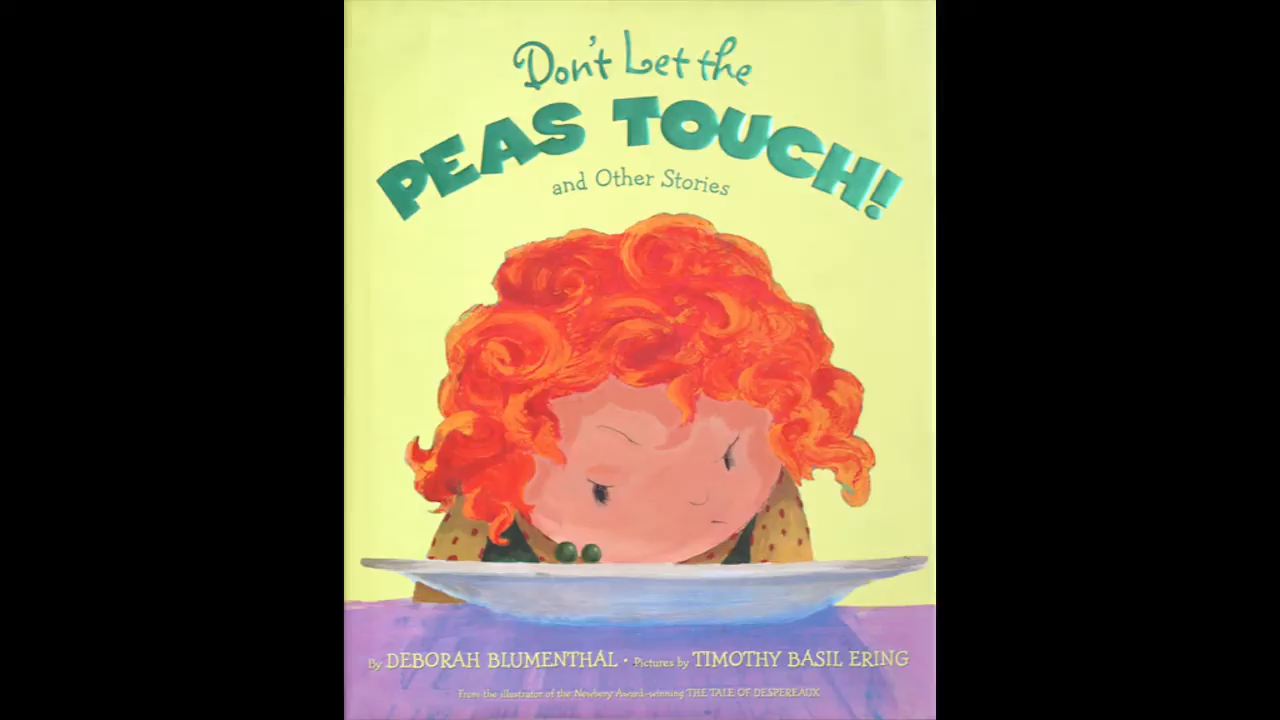 Don't Let the
PEAS TOUCH!
and Other Stories
By DEBORAH BLUMENTHAL • Pictures by TIMOTHY BASIL ERING
From the illustrator of the Newbery Award-winning THE TALE OF DESPEREAUX